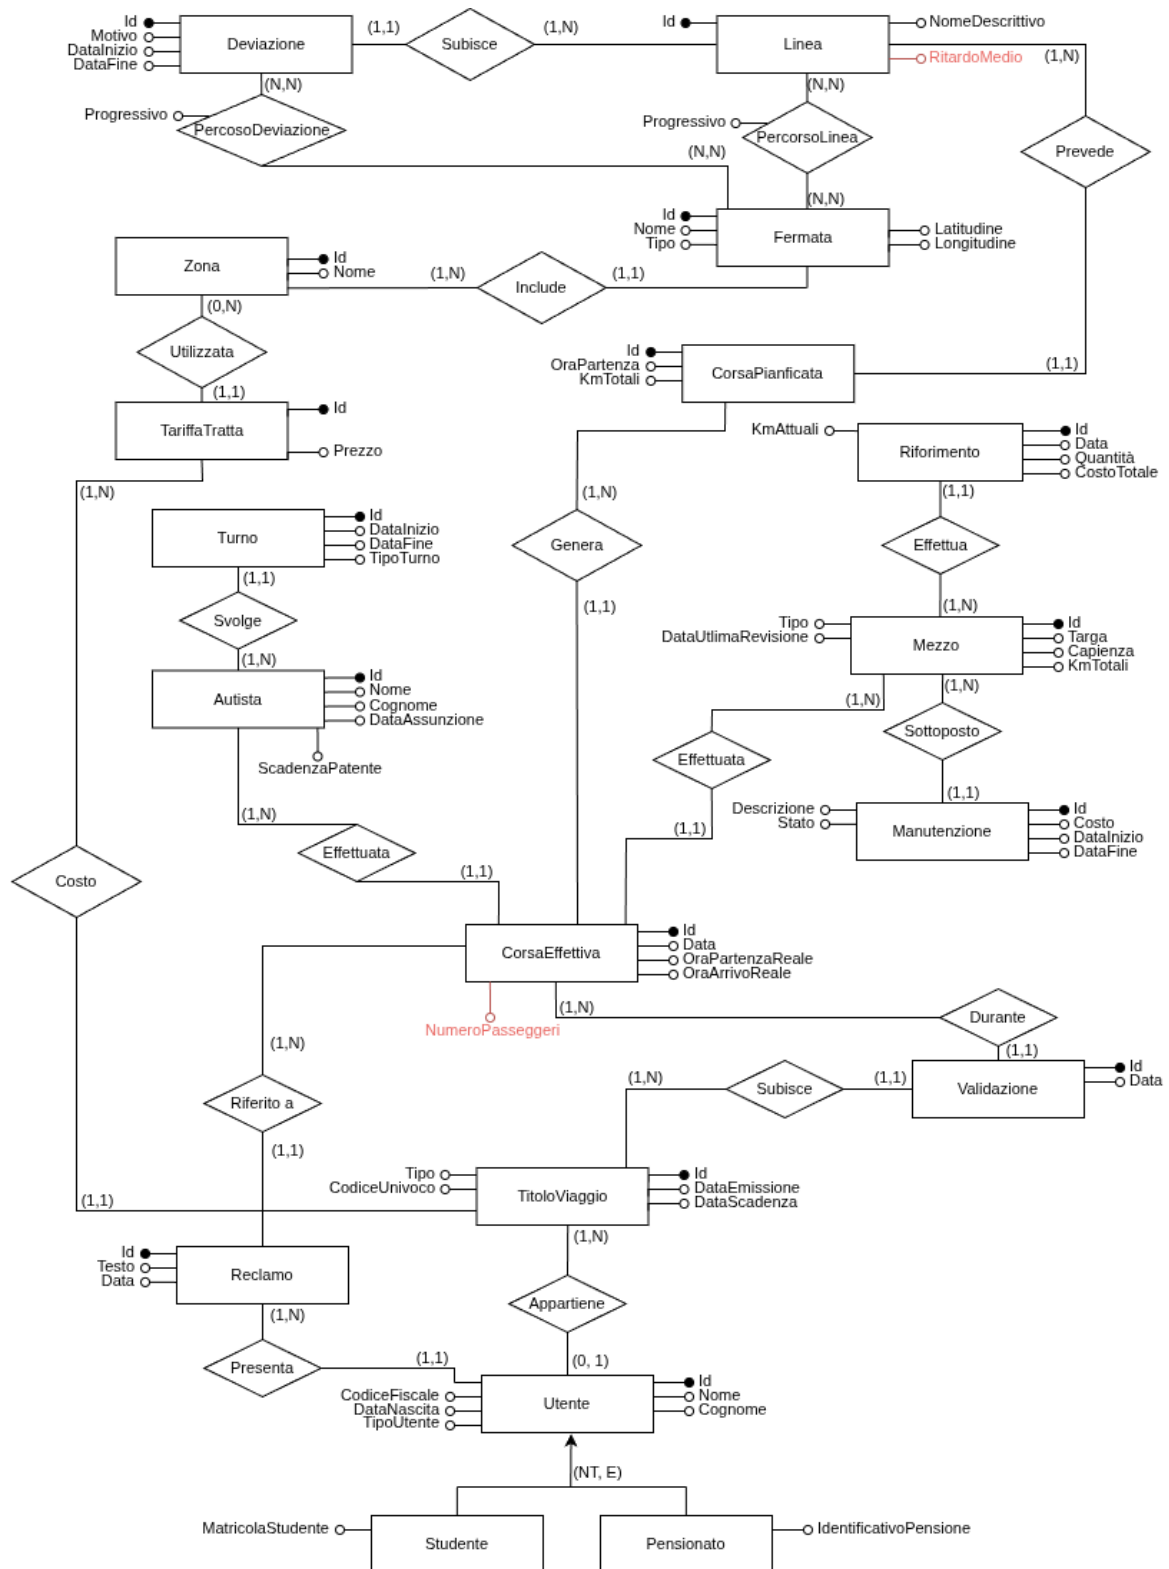 Id
Motivo
DataInizio
DataFine
Deviazione
(1,1)
Subisce
(1,N)
Id
Linea
NomeDescrittivo
RitardoMedio
(1,N)
(N,N)
Progressivo
PercosoDeviazione
(N,N)
(N,N)
Progressivo
PercorsoLinea
(N,N)
Prevede
Id
Nome
Tipo
Fermata
Latitudine
Longitudine
Zona
Id
Nome
(1,N)
Include
(1,1)
(0,N)
Utilizzata
(1,1)
Id
OraPartenza
KmTotali
CorsaPianficata
(1,1)
TariffaTratta
Id
Prezzo
(1,N)
KmAttuali
Riforimento
Id
Data
Quantità
CostoTotale
(1,1)
Turno
Id
DataInizio
DataFine
TipoTurno
(1,N)
Genera
(1,1)
Effettua
(1,N)
(1,1)
Svolge
(1,N)
Tipo
DataUtlimaRevisione
Mezzo
Id
Targa
Capienza
KmTotali
Autista
Id
Nome
Cognome
DataAssunzione
ScadenzaPatente
(1,N)
(1,N)
Effettuata
Sottoposto
(1,1)
(1,1)
Descrizione
Stato
Manutenzione
Id
Costo
DataInizio
DataFine
(1,N)
Effettuata
(1,1)
Costo
CorsaEffettiva
Id
Data
OraPartenzaReale
OraArrivoReale
NumeroPasseggeri
(1,N)
Durante
(1,1)
(1,N)
Riferito a
(1,1)
(1,N)
Subisce
(1,1)
Validazione
Id
Data
Tipo
CodiceUnivoco
TitoloViaggio
Id
DataEmissione
DataScadenza
(1,1)
(1,N)
Id
Testo
Data
Reclamo
(1,N)
Appartiene
(0, 1)
Presenta
(1,1)
CodiceFiscale
DataNascita
TipoUtente
Utente
Id
Nome
Cognome
(NT, E)
MatricolaStudente
Studente
Pensionato
IdentificativoPensione